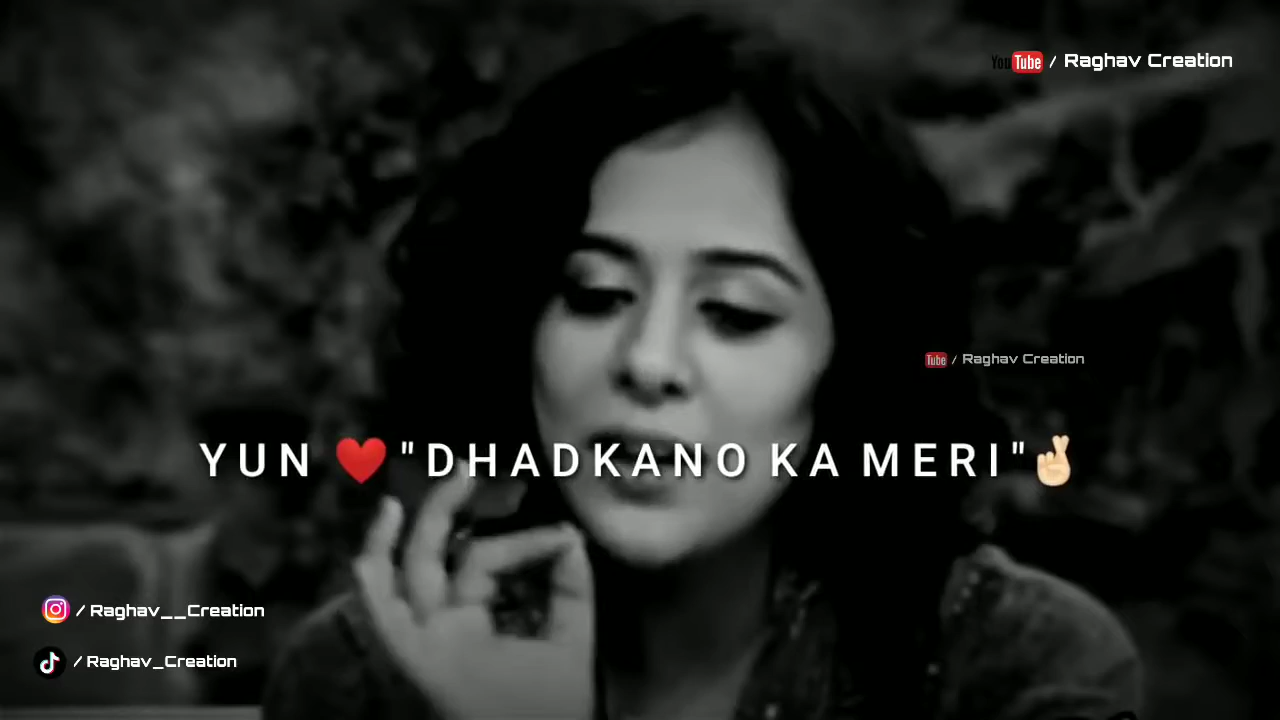 YouTube / Raghav Creation
Tube / Raghav Creation
YUN ❤️"DHADKANO KA MERI"🤞🏻
/ Raghav__Creation
/ Raghav_Creation